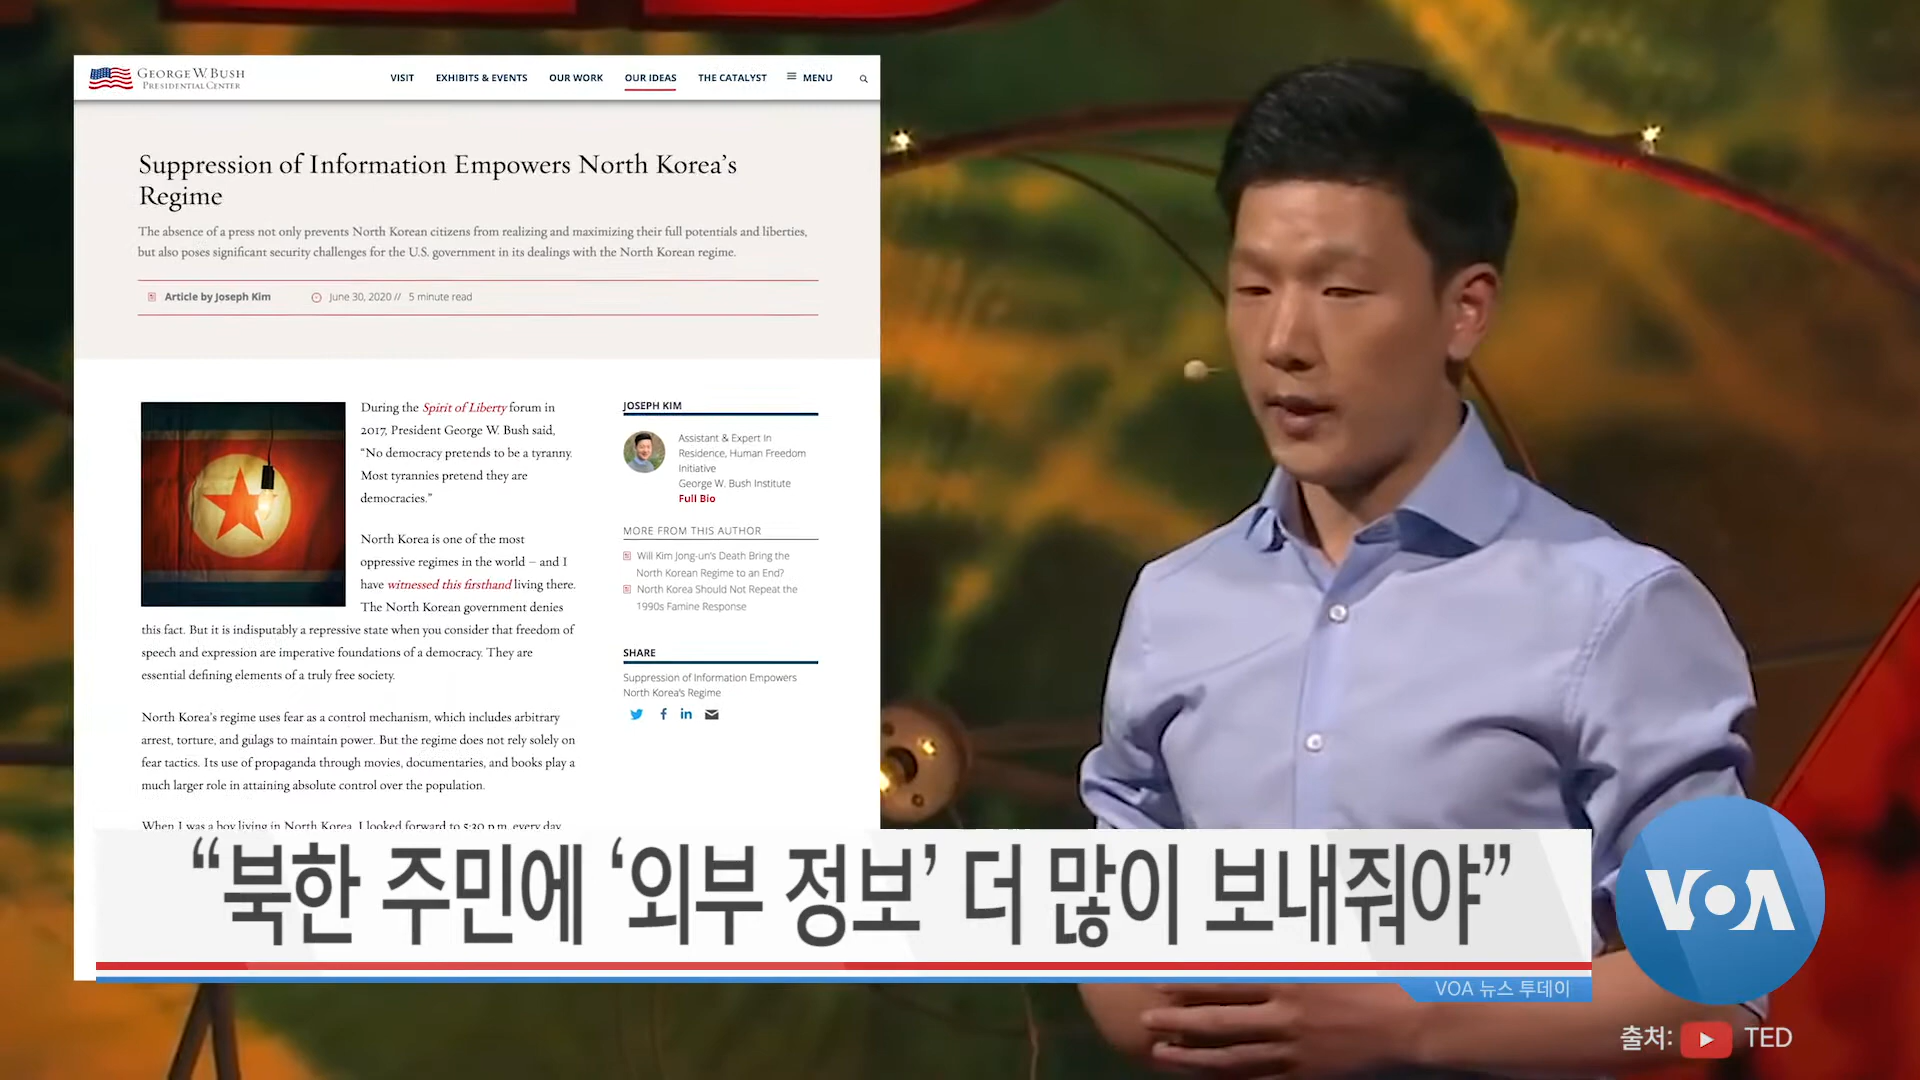 GEORGE W. BUSH
PRESIDENTIAL CENTER
VISIT EXHIBITS & EVENTS OUR WORK OUR IDEAS THE CATALYST MENU
Suppression of Information Empowers North Korea's
Regime
The absence of a press not only prevents North Korean citizens from realizing and maximizing their full potentials and liberties,
but also poses significant security challenges for the U.S. government in its dealings with the North Korean regime.
Article by Joseph Kim June 30, 2020 // 5 minute read
During the Spirit of Liberty forum in
2017, President George W. Bush said,
“No democracy pretends to be a tyranny.
Most tyrannies pretend they are
democracies.”
North Korea is one of the most
oppressive regimes in the world – and I
have witnessed this firsthand living there.
The North Korean government denies
this fact. But it is indisputably a repressive state when you consider that freedom of
speech and expression are imperative foundations of a democracy. They are
essential defining elements of a truly free society.
North Korea's regime uses fear as a control mechanism, which includes arbitrary
arrest, torture, and gulags to maintain power. But the regime does not rely solely on
fear tactics. Its use of propaganda through movies, documentaries, and books play a
much larger role in attaining absolute control over the population.
When I was a boy living in North Korea, I looked forward to 5:30 p.m. every day
JOSEPH KIM
Assistant & Expert In
Residence, Human Freedom
Initiative
George W. Bush Institute
Full Bio
MORE FROM THIS AUTHOR
Will Kim Jong-un's Death Bring the
North Korean Regime to an End?
North Korea Should Not Repeat the
1990s Famine Response
SHARE
Suppression of Information Empowers
North Korea's Regime
“북한 주민에 ‘외부 정보’ 더 많이 보내줘야”
VOA
VOA 뉴스 투데이
출처: TED